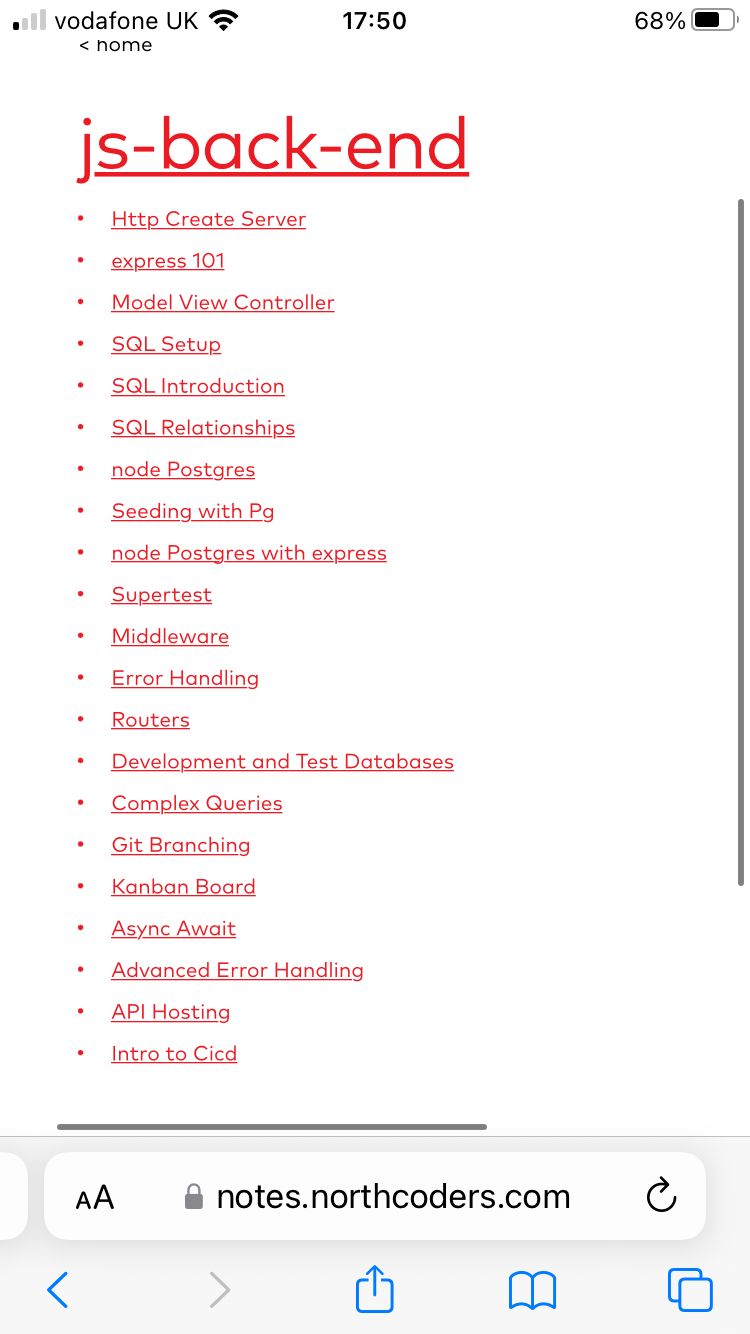 vodafone UK 17:50 68%
< home
js-back-end
• Http Create Server
• express 101
• Model View Controller
• SQL Setup
• SQL Introduction
• SQL Relationships
• node Postgres
• Seeding with Pg
• node Postgres with express
• Supertest
• Middleware
• Error Handling
• Routers
• Development and Test Databases
• Complex Queries
• Git Branching
• Kanban Board
• Async Await
• Advanced Error Handling
• API Hosting
• Intro to Cicd
AA notes.northcoders.com